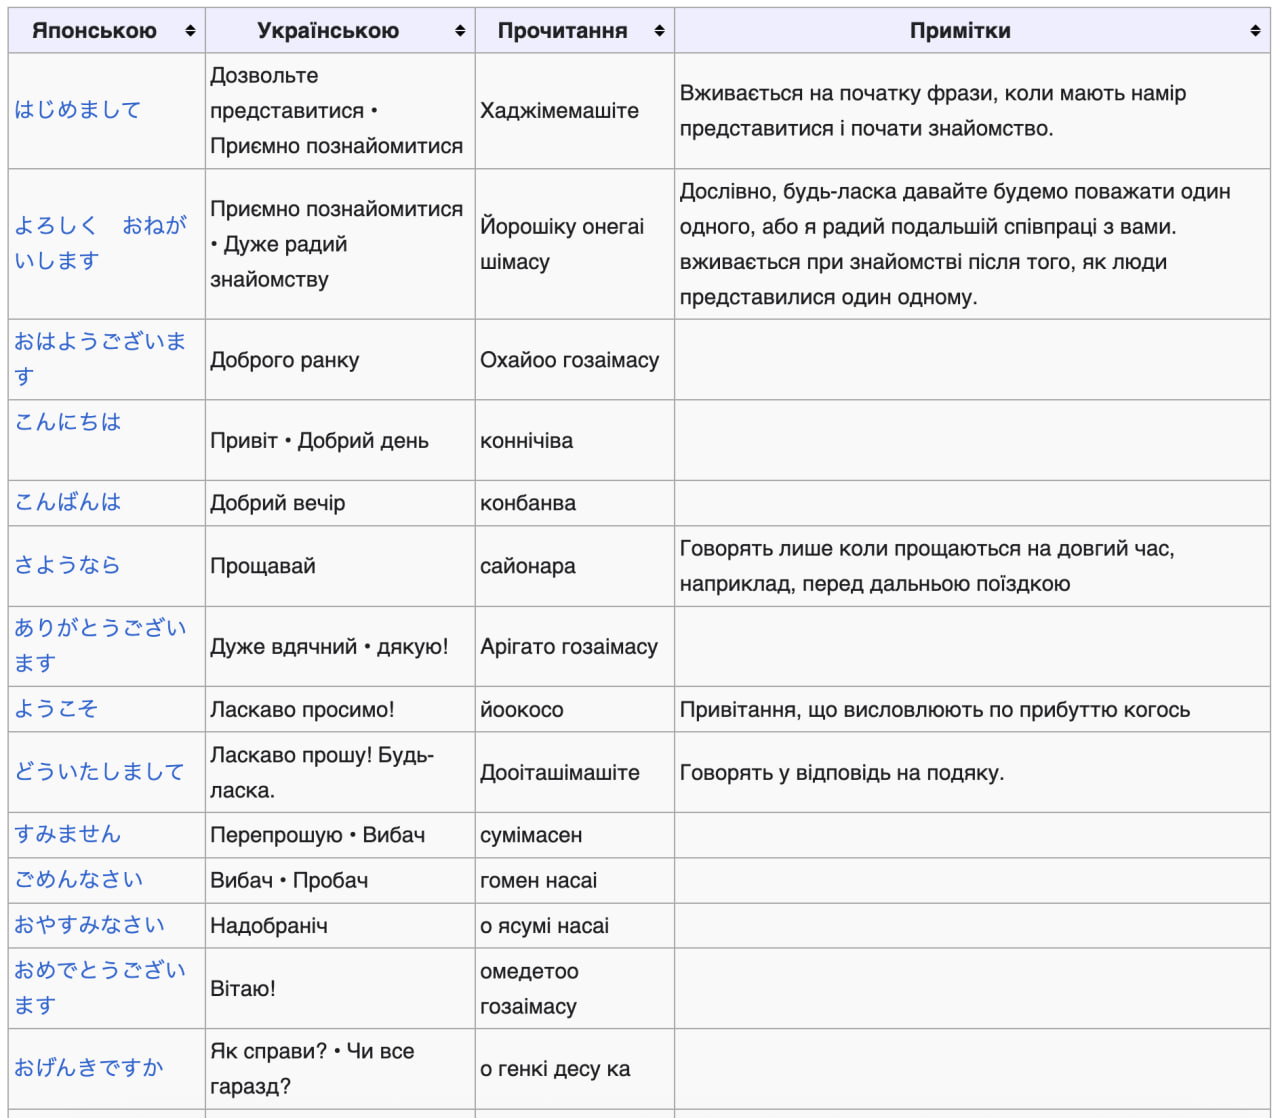 Японською
Українською
Прочитання
Примітки
はじめまして
Дозвольте
представитися •
Приємно познайомитися
Хаджімемашіте
Вживається на початку фрази, коли мають намір
представитися і почати знайомство.
よろしく　おねが
いします
Приємно познайомитися
• Дуже радий
знайомству
Йорошіку онегаі
шімасу
Дослівно, будь-ласка давайте будемо поважати один
одного, або я радий подальшій співпраці з вами.
вживається при знайомстві після того, як люди
представилися один одному.
おはようございま
す
Доброго ранку
Охайоо гозаімасу
こんにちは
Привіт • Добрий день
коннічіва
こんばんは
Добрий вечір
конбанва
さようなら
Прощавай
сайонара
Говорять лише коли прощаються на довгий час,
наприклад, перед дальньою поїздкою
ありがとうござい
ます
Дуже вдячний • дякую!
Арігато гозаімасу
ようこそ
Ласкаво просимо!
йоокосо
Привітання, що висловлюють по прибуттю когось
どういたしまして
Ласкаво прошу! Будь-
ласка.
Дооіташімашіте
Говорять у відповідь на подяку.
すみません
Перепрошую • Вибач
сумімасен
ごめんなさい
Вибач • Пробач
гомен насаі
おやすみなさい
Надобраніч
о ясумі насаі
おめでとうござい
ます
Вітаю!
омедетоо
гозаімасу
おげんきですか
Як справи? • Чи все
гаразд?
о генкі десу ка